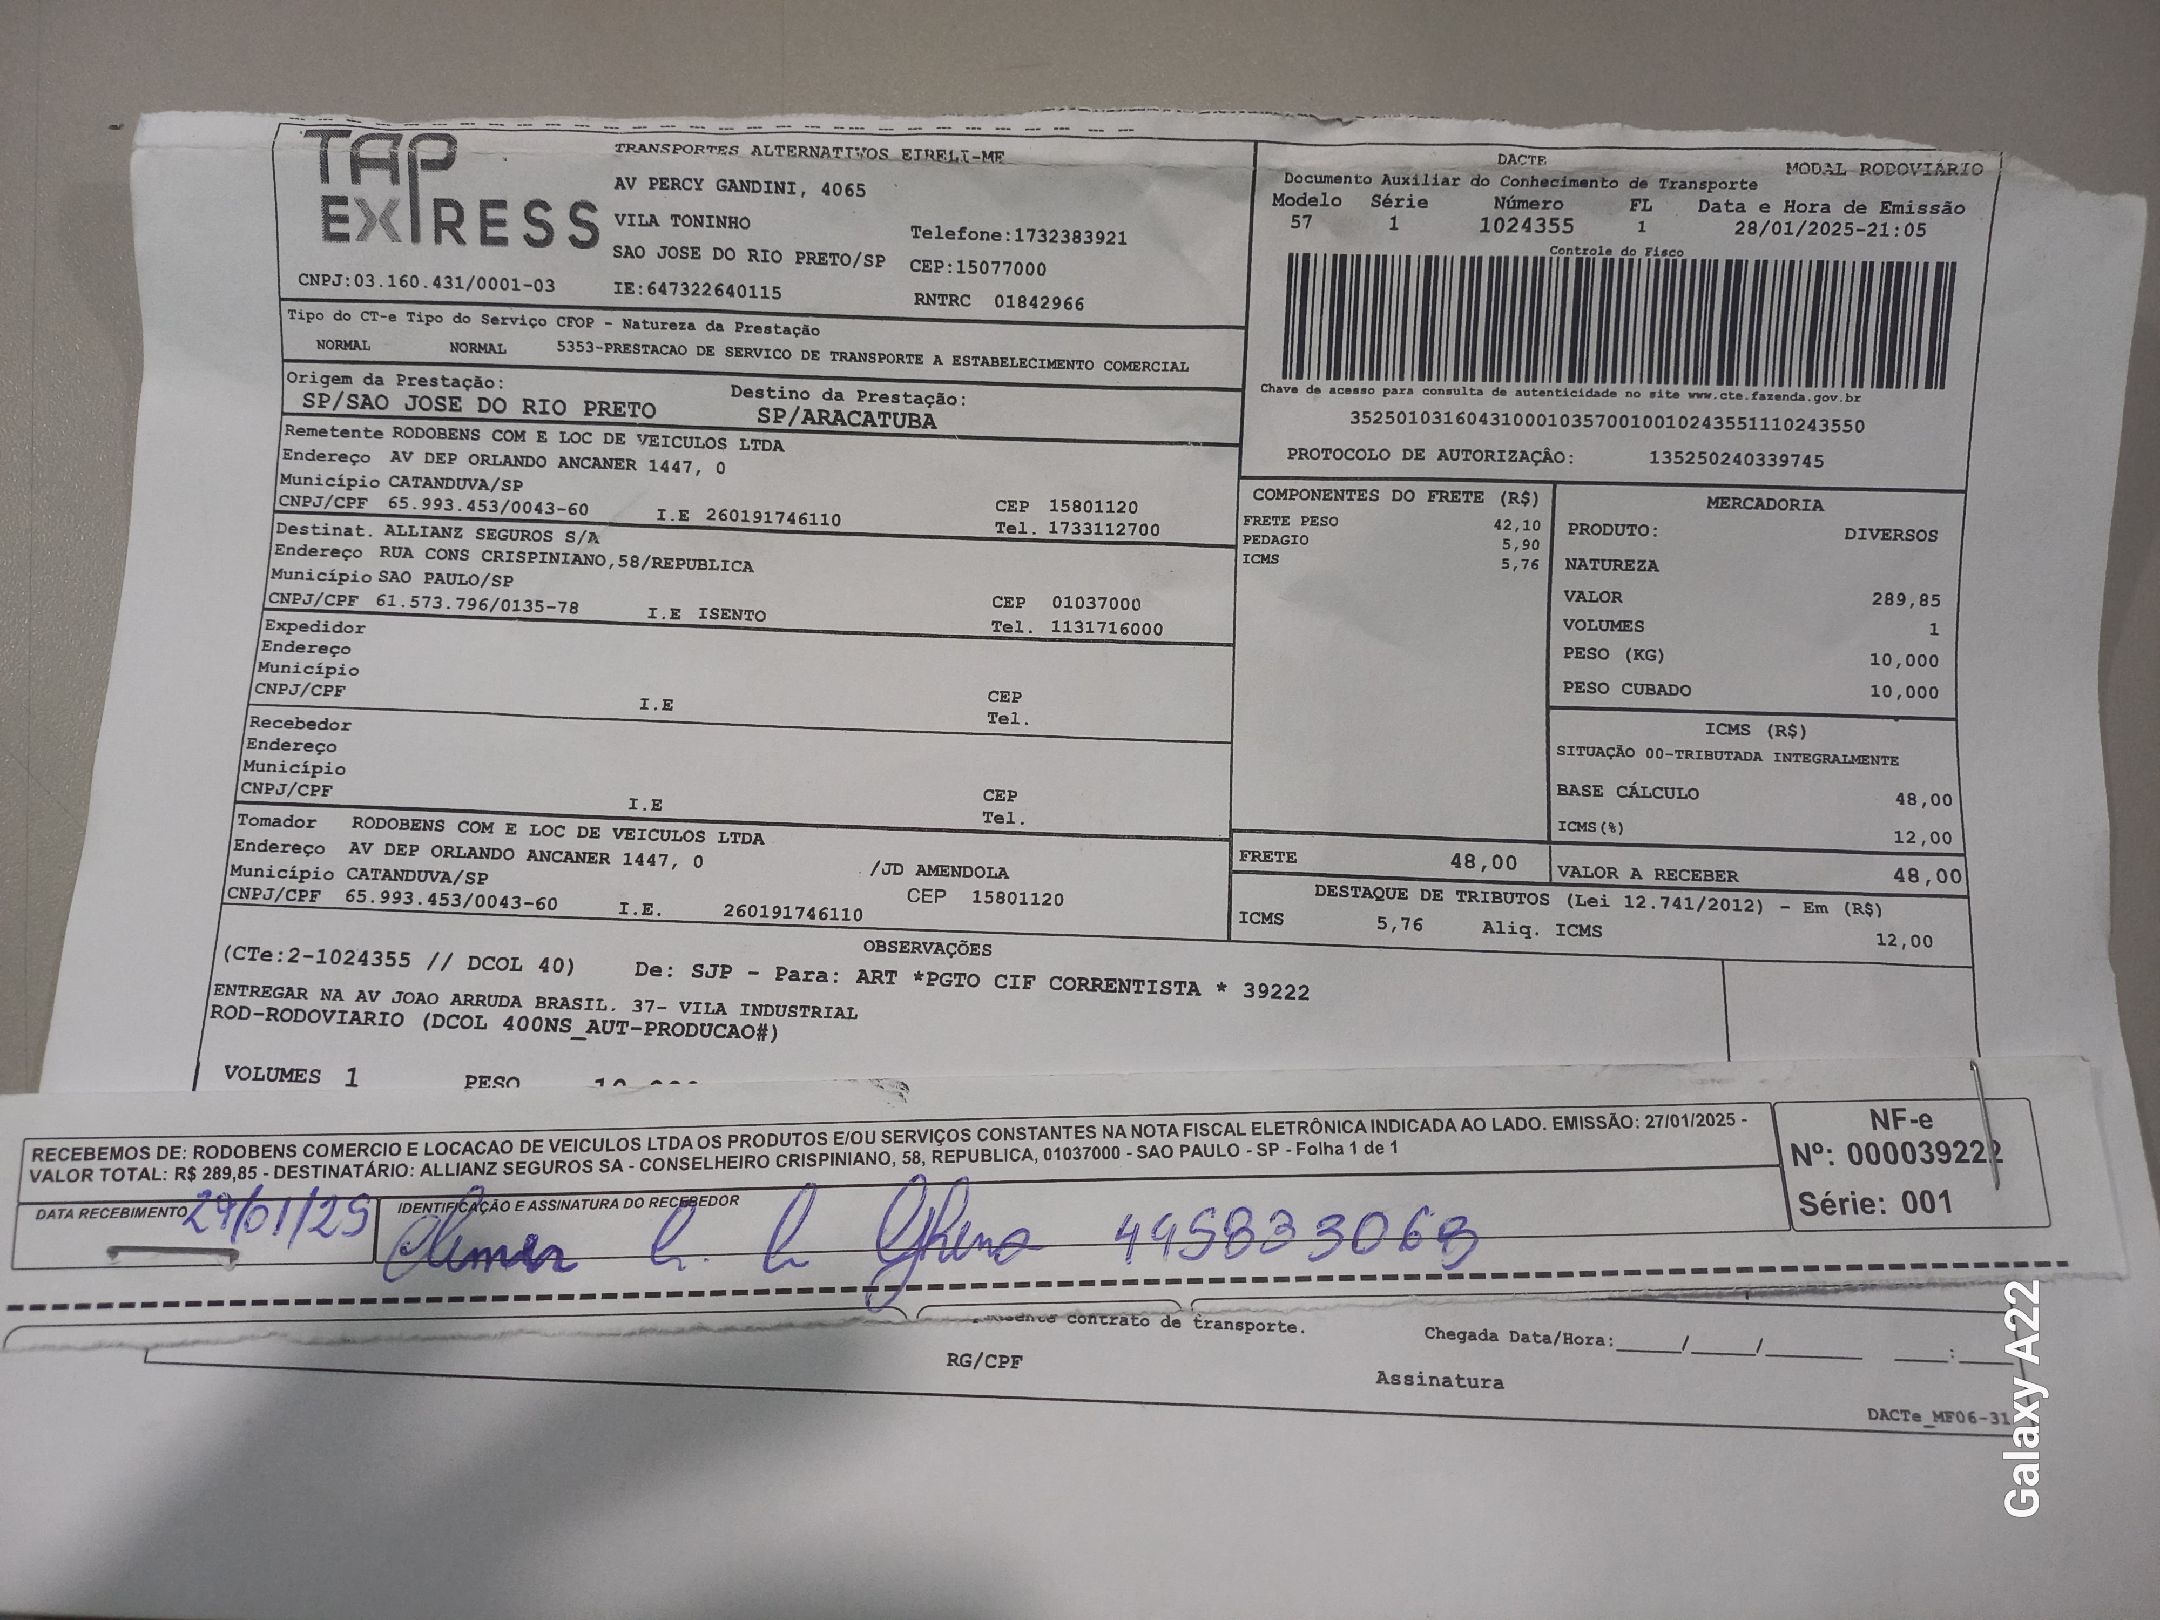 TAP EXPRESS
TRANSPORTES ALTERNATIVOS EIRELI-ME
AV PERCY GANDINI, 4065
VILA TONINHO
Telefone:1732383921
SAO JOSE DO RIO PRETO/SP CEP:15077000
CNPJ:03.160.431/0001-03 IE:647322640115 RNTRC 01842966
DACTE MODAL RODOVIÁRIO
Documento Auxiliar do Conhecimento de Transporte
Modelo Série Número FL Data e Hora de Emissão
57 1 1024355 1 28/01/2025-21:05
Controle do Fisco
Chave de acesso para consulta de autenticidade no site www.cte.fazenda.gov.br
35250103160431000103570010010243551110243550
PROTOCOLO DE AUTORIZAÇÂO: 135250240339745
Tipo do CT-e Tipo do Serviço CFOP - Natureza da Prestação
NORMAL NORMAL 5353-PRESTACAO DE SERVICO DE TRANSPORTE A ESTABELECIMENTO COMERCIAL
Origem da Prestação: Destino da Prestação:
SP/SAO JOSE DO RIO PRETO SP/ARACATUBA
Remetente RODOBENS COM E LOC DE VEICULOS LTDA
Endereço AV DEP ORLANDO ANCANER 1447, 0
Município CATANDUVA/SP CEP 15801120
CNPJ/CPF 65.993.453/0043-60 I.E 260191746110 Tel. 1733112700
Destinat. ALLIANZ SEGUROS S/A
Endereço RUA CONS CRISPINIANO,58/REPUBLICA
Município SAO PAULO/SP CEP 01037000
CNPJ/CPF 61.573.796/0135-78 I.E ISENTO Tel. 1131716000
Expedidor
Endereço
Município CEP
CNPJ/CPF I.E Tel.
Recebedor
Endereço
Município CEP
CNPJ/CPF I.E Tel.
Tomador RODOBENS COM E LOC DE VEICULOS LTDA
Endereço AV DEP ORLANDO ANCANER 1447, 0 /JD AMENDOLA
Município CATANDUVA/SP CEP 15801120
CNPJ/CPF 65.993.453/0043-60 I.E. 260191746110
COMPONENTES DO FRETE (R$)
FRETE PESO 42,10
PEDAGIO 5,90
ICMS 5,76
MERCADORIA
PRODUTO: DIVERSOS
NATUREZA
VALOR 289,85
VOLUMES 1
PESO (KG) 10,000
PESO CUBADO 10,000
ICMS (R$)
SITUAÇÃO 00-TRIBUTADA INTEGRALMENTE
BASE CÁLCULO 48,00
ICMS(%) 12,00
FRETE 48,00 VALOR A RECEBER 48,00
DESTAQUE DE TRIBUTOS (Lei 12.741/2012) - Em (R$)
ICMS 5,76 Aliq. ICMS 12,00
OBSERVAÇÕES
(CTe:2-1024355 // DCOL 40) De: SJP - Para: ART *PGTO CIF CORRENTISTA * 39222
ENTREGAR NA AV JOAO ARRUDA BRASIL. 37- VILA INDUSTRIAL
ROD-RODOVIARIO (DCOL 400NS_AUT-PRODUCAO#)
VOLUMES 1 PESO
RECEBEMOS DE: RODOBENS COMERCIO E LOCACAO DE VEICULOS LTDA OS PRODUTOS E/OU SERVIÇOS CONSTANTES NA NOTA FISCAL ELETRÔNICA INDICADA AO LADO. EMISSÃO: 27/01/2025 -
VALOR TOTAL: R$ 289,85 - DESTINATÁRIO: ALLIANZ SEGUROS SA - CONSELHEIRO CRISPINIANO, 58, REPUBLICA, 01037000 - SAO PAULO - SP - Folha 1 de 1
NF-e
Nº: 000039222
Série: 001
DATA RECEBIMENTO 29/01/25
IDENTIFICAÇÃO E ASSINATURA DO RECEBEDOR
contrato de transporte.
Chegada Data/Hora:_____/_____/________ ____:____
RG/CPF
Assinatura
DACTe_MF06-31
Galaxy A22